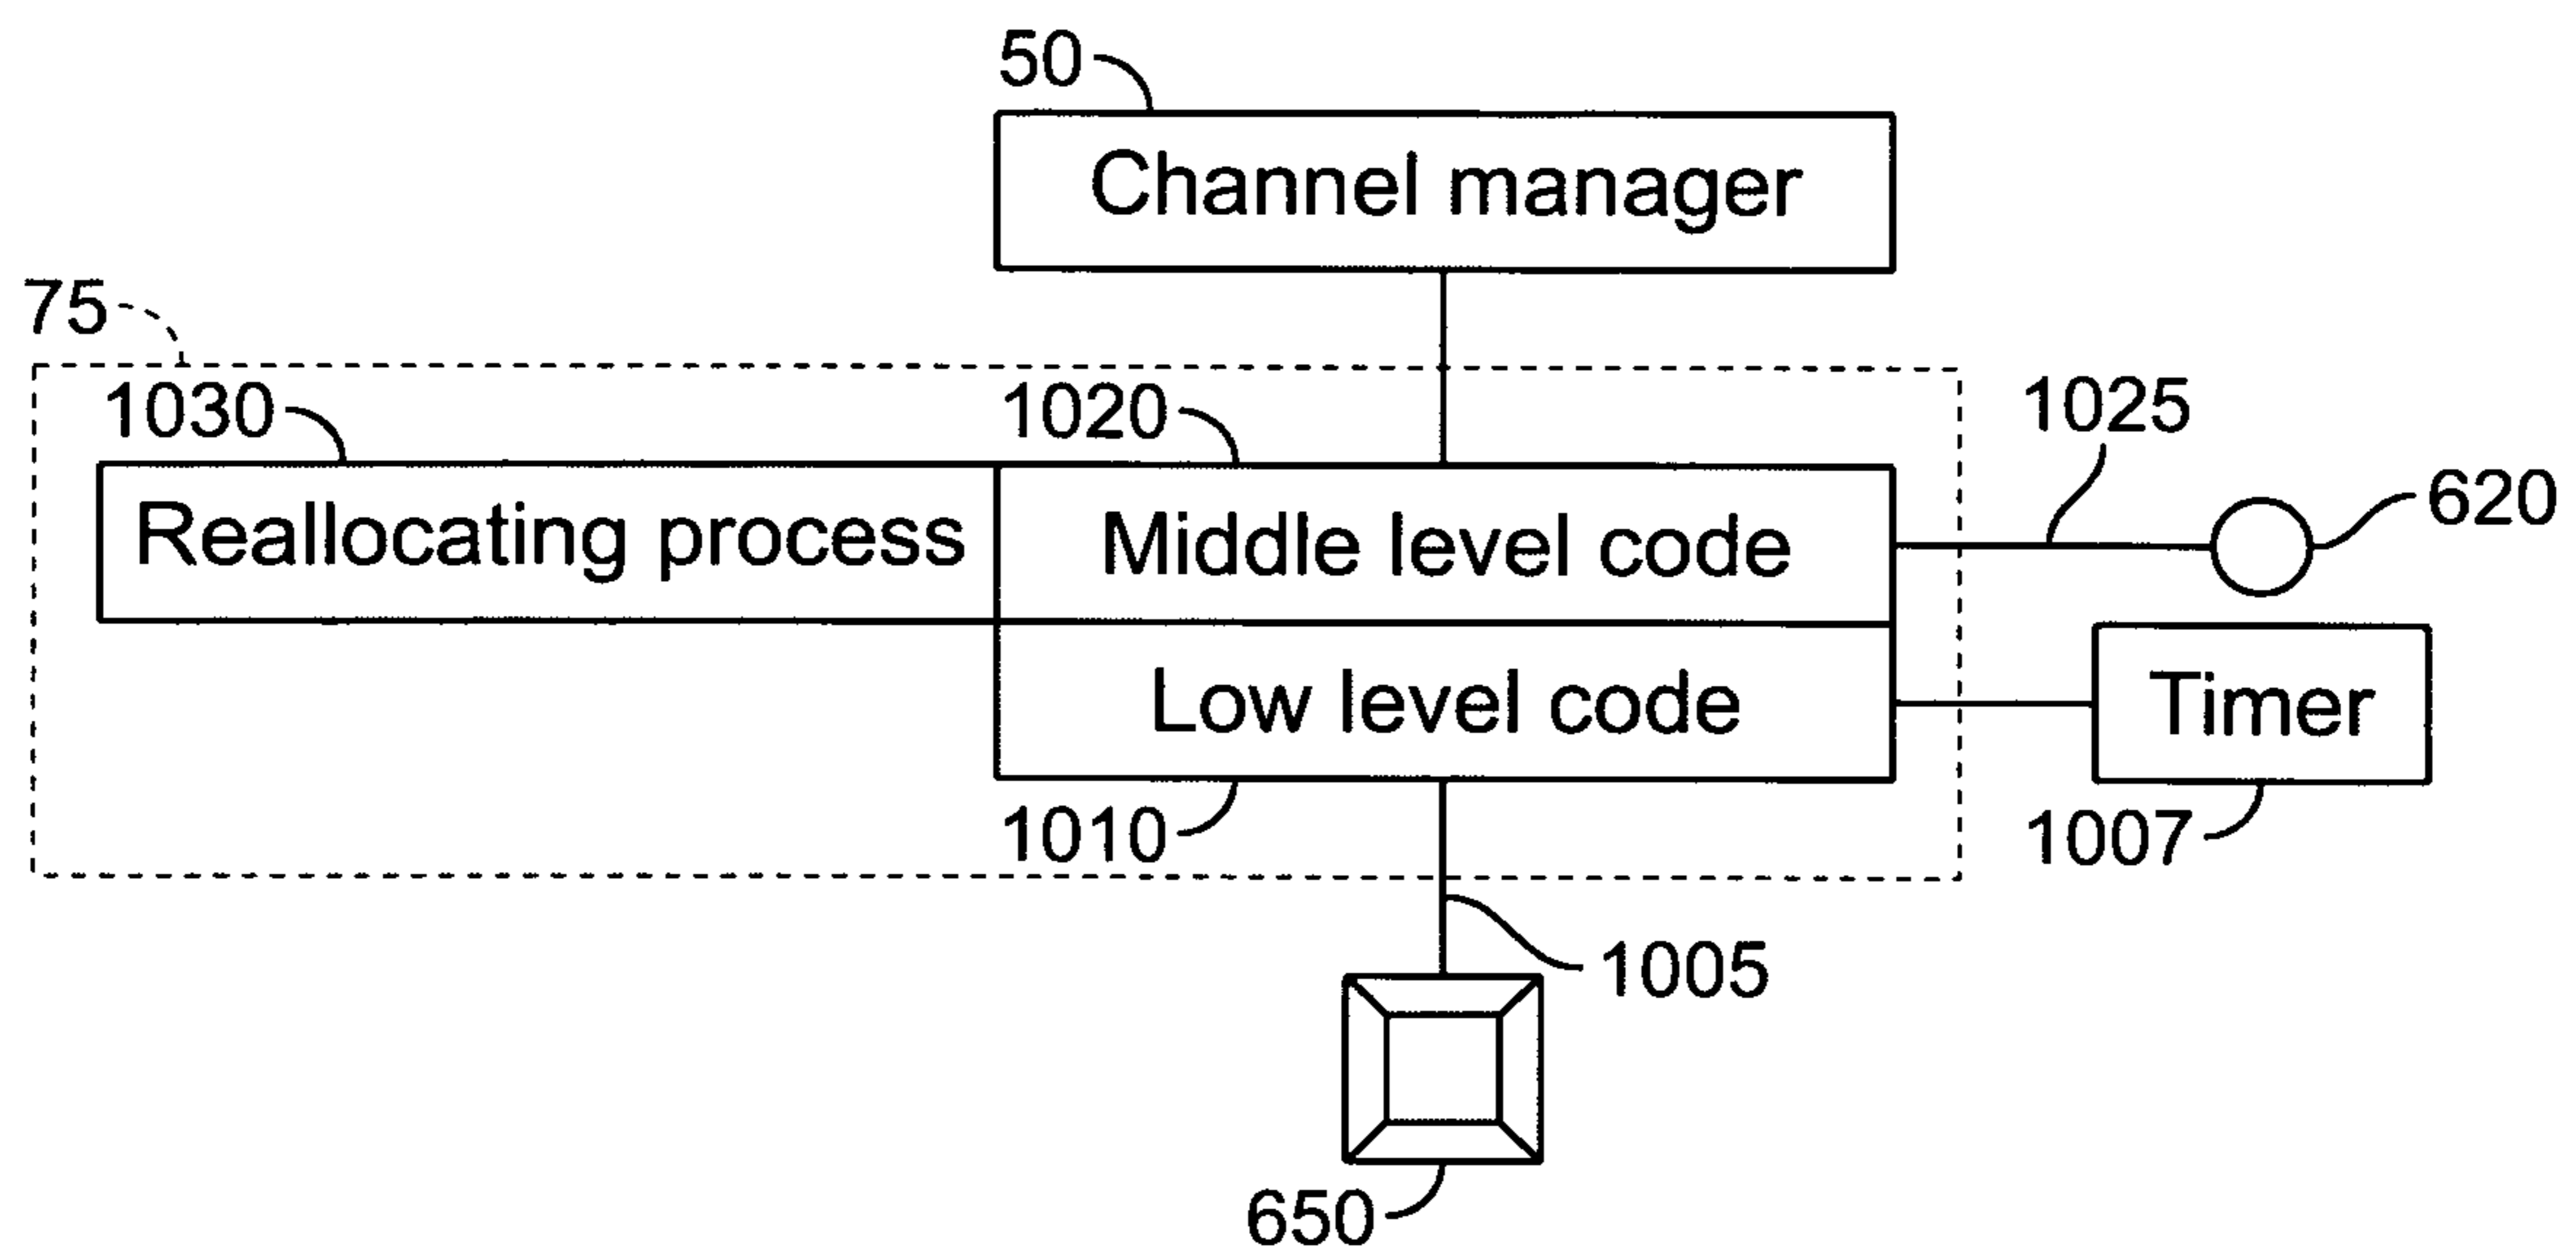 50
Channel manager
75
1030
1020
1025
620
Reallocating process
Middle level code
Low level code
Timer
1010
1007
1005
650